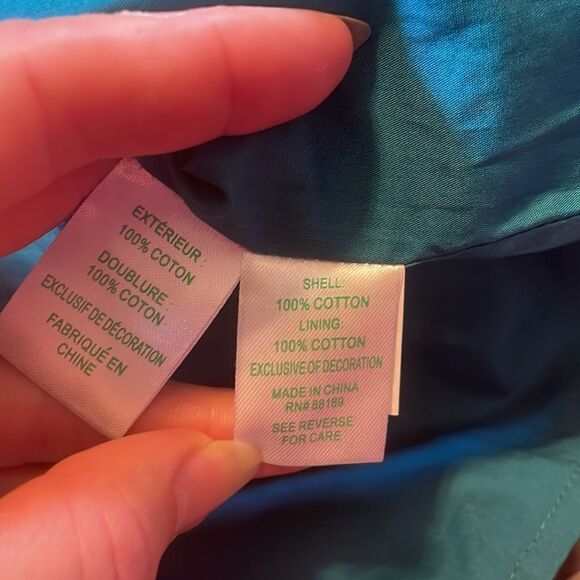 EXTÉRIEUR :
100% COTON
DOUBLURE :
100% COTON
EXCLUSIF DE DÉCORATION
FABRIQUÉ EN
CHINE
SHELL
100% COTTON
LINING:
100% COTTON
EXCLUSIVE OF DECORATION
MADE IN CHINA
RN# 88189
SEE REVERSE
FOR CARE